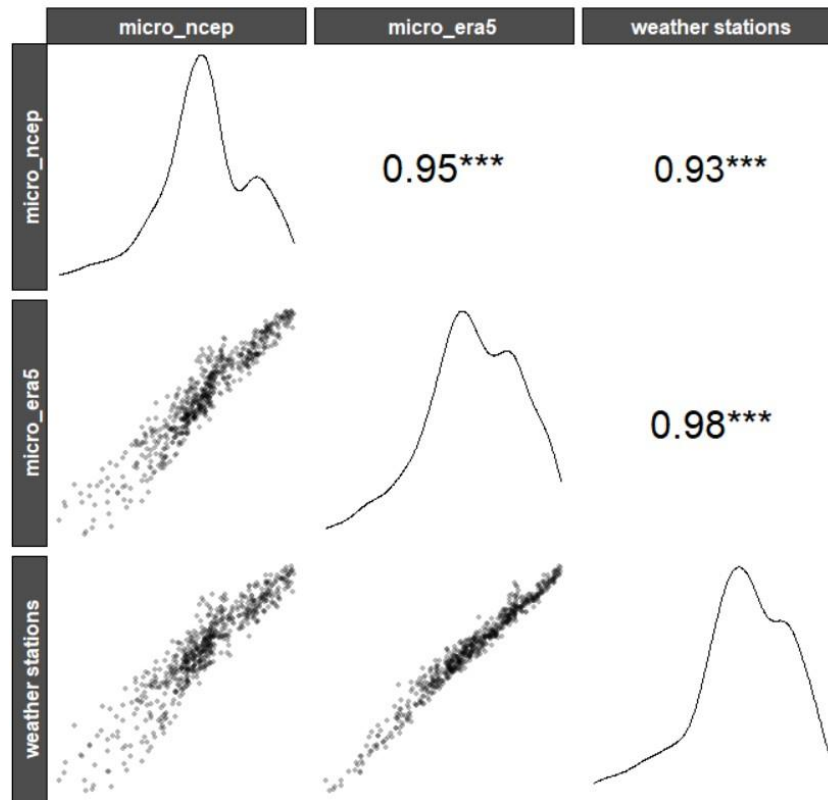 micro_ncep
micro_era5
weather stations
micro_ncep
0.95***
0.93***
micro_era5
0.98***
weather stations